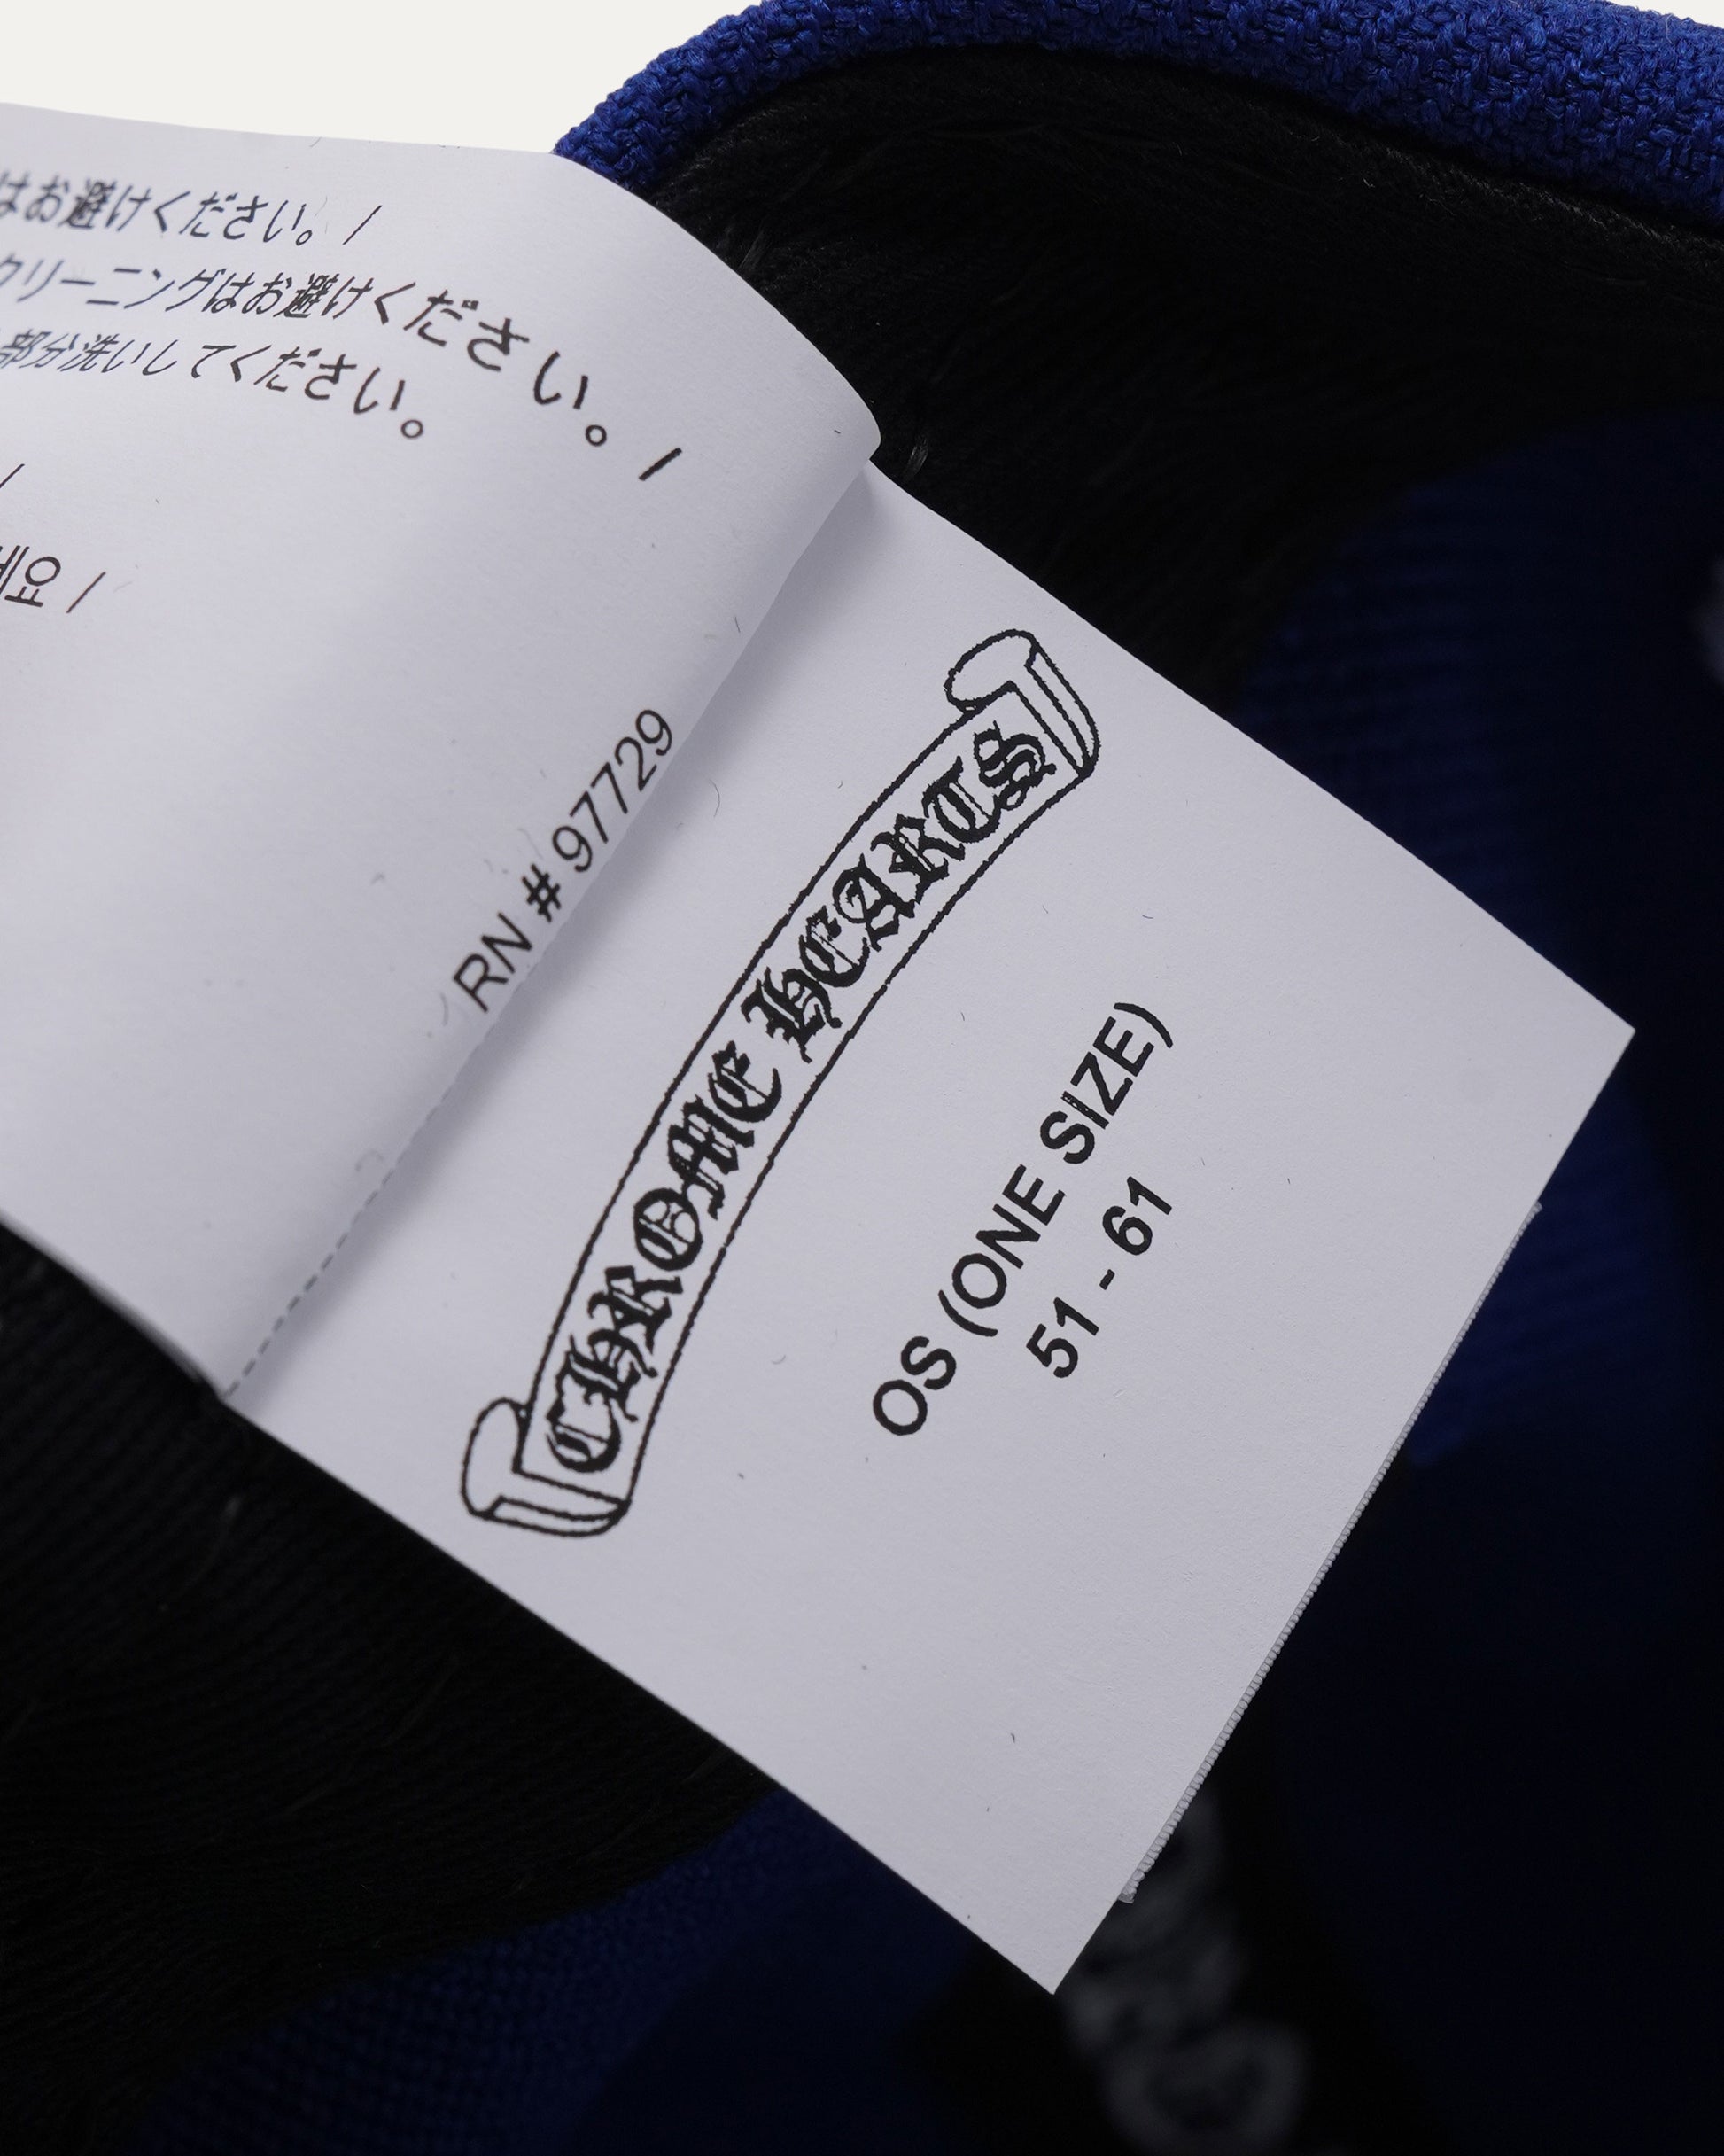 はお避けください。 /
クリーニングはお避けください。 /
部分洗いしてください。
/
요 /
RN # 97729
CHROME HEARTS
OS (ONE SIZE)
51 - 61